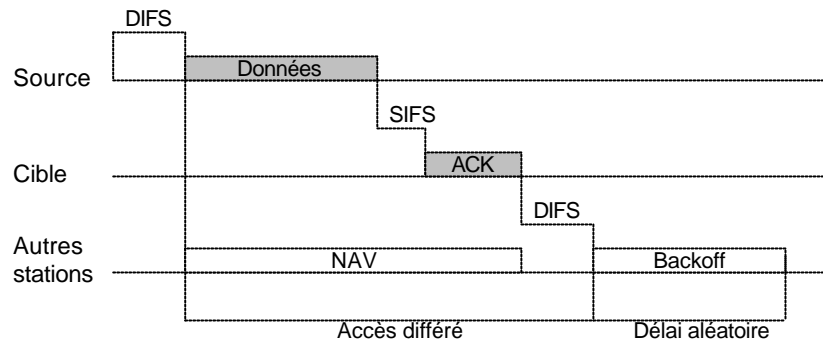 DIFS
Données
Source
SIFS
ACK
Cible
DIFS
Autres
stations
NAV
Backoff
Accès différé
Délai aléatoire